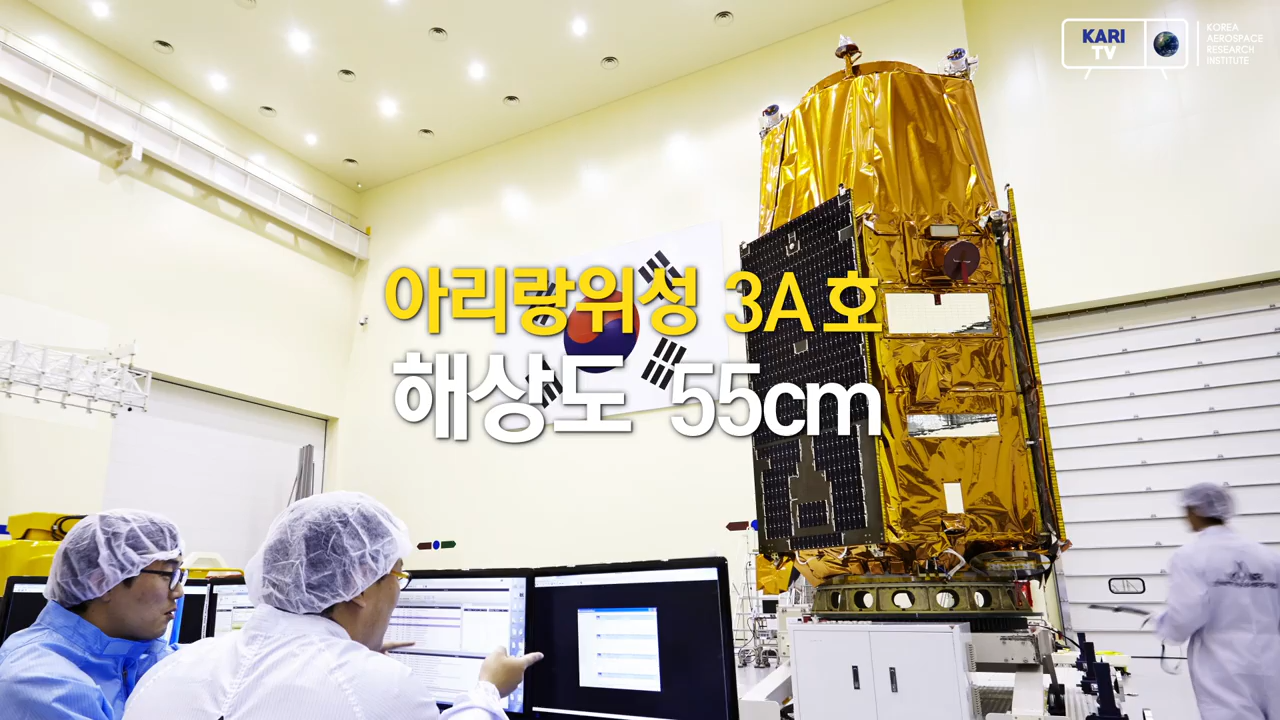 KARI
TV
KOREA
AEROSPACE
RESEARCH
INSTITUTE
아리랑위성 3A호
해상도 55cm